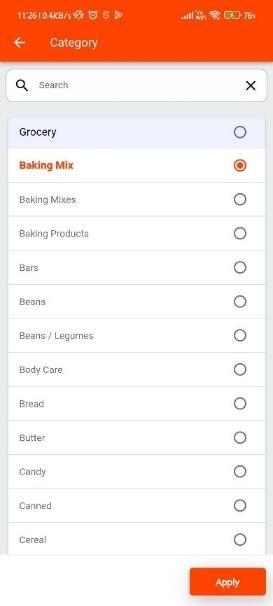 11:26 | 0.4KB/s
76%
Category
Search
Grocery
Baking Mix
Baking Mixes
Baking Products
Bars
Beans
Beans / Legumes
Body Care
Bread
Butter
Candy
Canned
Cereal
Apply